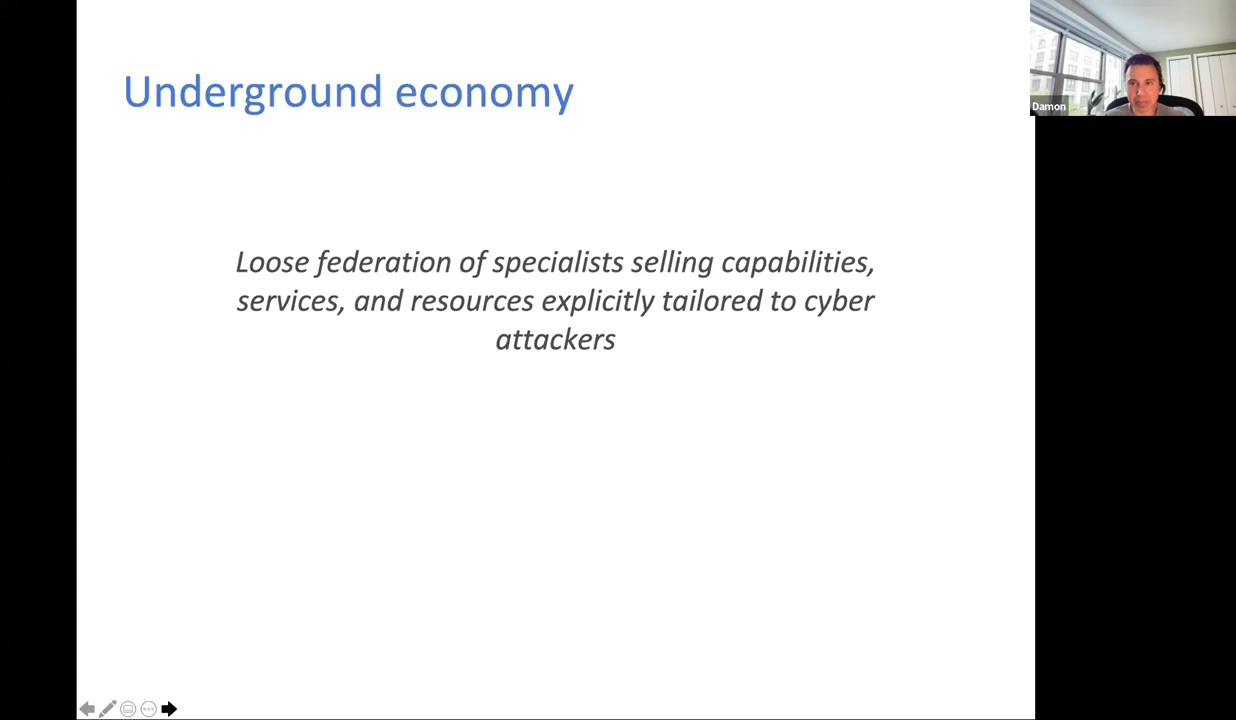 Underground economy
Damon
Loose federation of specialists selling capabilities,
services, and resources explicitly tailored to cyber
attackers